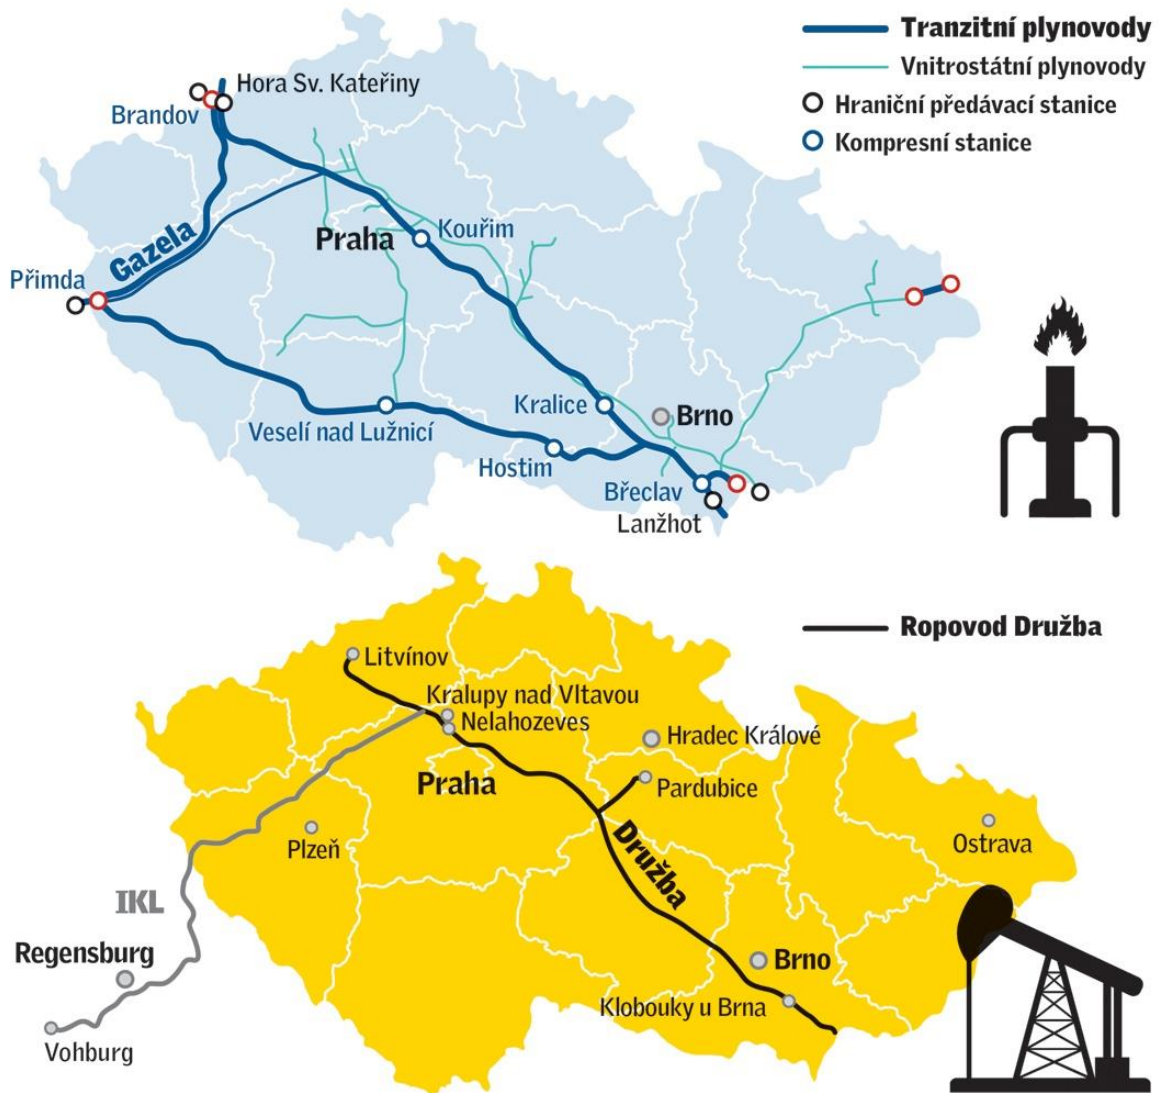 Tranzitní plynovody
Vnitrostátní plynovody
Hraniční předávací stanice
Kompresní stanice
Hora Sv. Kateřiny
Brandov
Praha
Kouřim
Gazela
Přimda
Kralice
Brno
Veselí nad Lužnicí
Hostim
Břeclav
Lanžhot
Ropovod Družba
Litvínov
Kralupy nad Vltavou
Nelahozeves
Hradec Králové
Praha
Pardubice
Plzeň
Družba
Ostrava
IKL
Regensburg
Brno
Klobouky u Brna
Vohburg